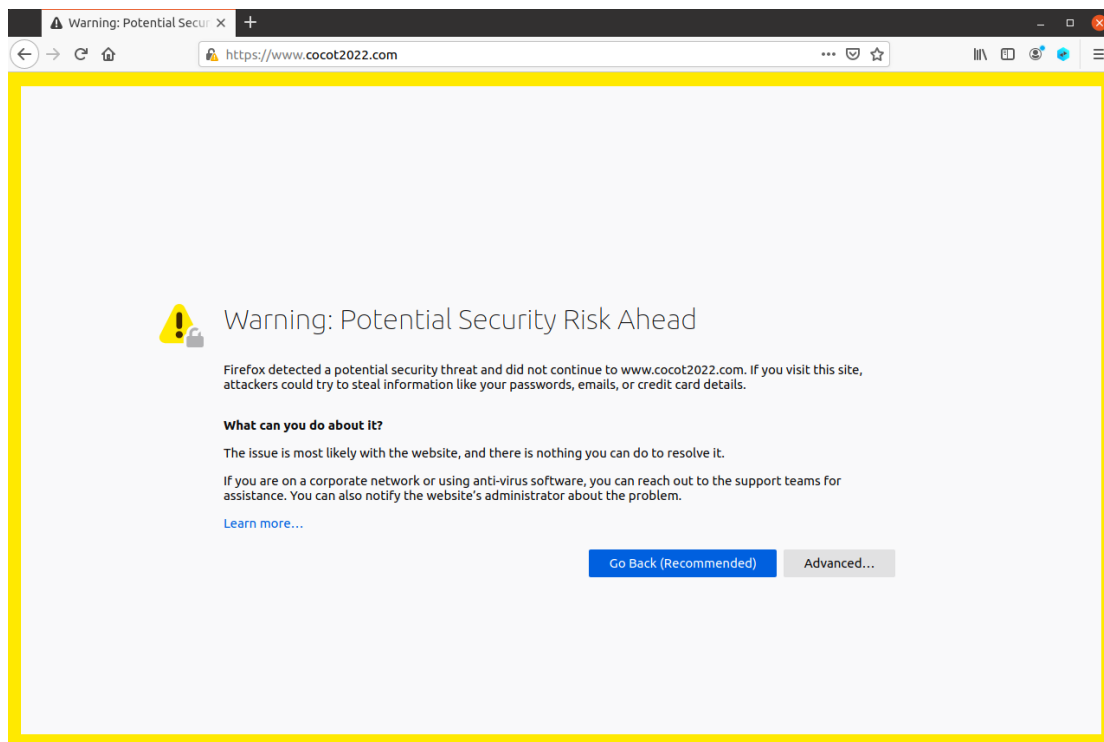 Warning: Potential Secur
https://www.cocot2022.com
Warning: Potential Security Risk Ahead
Firefox detected a potential security threat and did not continue to www.cocot2022.com. If you visit this site,
attackers could try to steal information like your passwords, emails, or credit card details.
What can you do about it?
The issue is most likely with the website, and there is nothing you can do to resolve it.
If you are on a corporate network or using anti-virus software, you can reach out to the support teams for
assistance. You can also notify the website's administrator about the problem.
Learn more…
Go Back (Recommended) Advanced…